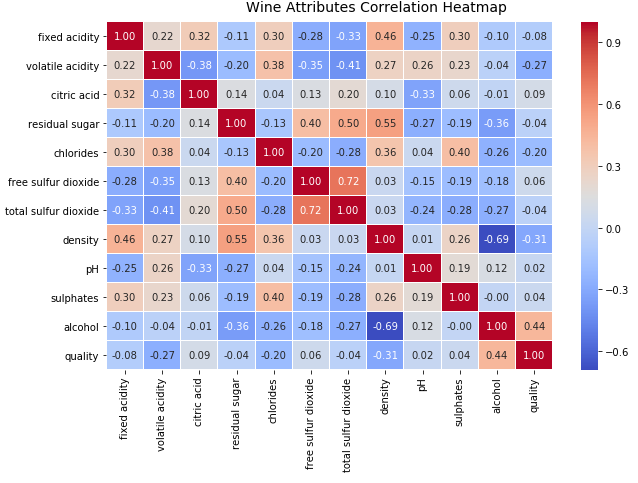 Wine Attributes Correlation Heatmap
fixed acidity 1.00 0.22 0.32 -0.11 0.30 -0.28 -0.33 0.46 -0.25 0.30 -0.10 -0.08
volatile acidity 0.22 1.00 -0.38 -0.20 0.38 -0.35 -0.41 0.27 0.26 0.23 -0.04 -0.27
citric acid 0.32 -0.38 1.00 0.14 0.04 0.13 0.20 0.10 -0.33 0.06 -0.01 0.09
residual sugar -0.11 -0.20 0.14 1.00 -0.13 0.40 0.50 0.55 -0.27 -0.19 -0.36 -0.04
chlorides 0.30 0.38 0.04 -0.13 1.00 -0.20 -0.28 0.36 0.04 0.40 -0.26 -0.20
free sulfur dioxide -0.28 -0.35 0.13 0.40 -0.20 1.00 0.72 0.03 -0.15 -0.19 -0.18 0.06
total sulfur dioxide -0.33 -0.41 0.20 0.50 -0.28 0.72 1.00 0.03 -0.24 -0.28 -0.27 -0.04
density 0.46 0.27 0.10 0.55 0.36 0.03 0.03 1.00 0.01 0.26 -0.69 -0.31
pH -0.25 0.26 -0.33 -0.27 0.04 -0.15 -0.24 0.01 1.00 0.19 0.12 0.02
sulphates 0.30 0.23 0.06 -0.19 0.40 -0.19 -0.28 0.26 0.19 1.00 -0.00 0.04
alcohol -0.10 -0.04 -0.01 -0.36 -0.26 -0.18 -0.27 -0.69 0.12 -0.00 1.00 0.44
quality -0.08 -0.27 0.09 -0.04 -0.20 0.06 -0.04 -0.31 0.02 0.04 0.44 1.00
fixed acidity
volatile acidity
citric acid
residual sugar
chlorides
free sulfur dioxide
total sulfur dioxide
density
pH
sulphates
alcohol
quality
0.9
0.6
0.3
0.0
−0.3
−0.6